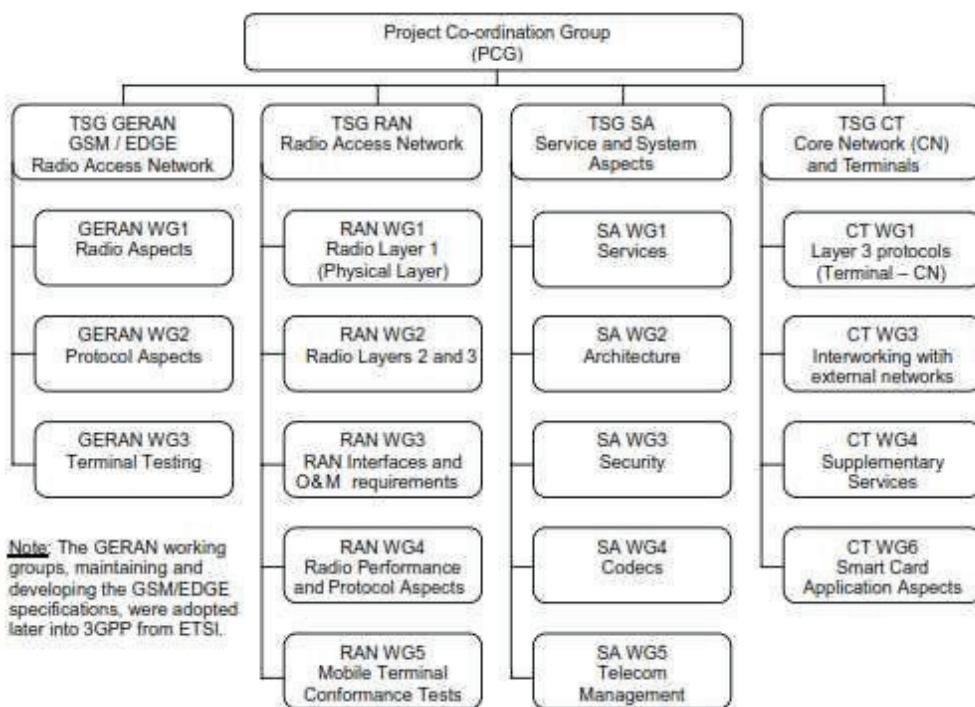 Project Co-ordination Group
(PCG)
TSG GERAN
GSM / EDGE
Radio Access Network
GERAN WG1
Radio Aspects
GERAN WG2
Protocol Aspects
GERAN WG3
Terminal Testing
Note: The GERAN working
groups, maintaining and
developing the GSM/EDGE
specifications, were adopted
later into 3GPP from ETSI.
TSG RAN
Radio Access Network
RAN WG1
Radio Layer 1
(Physical Layer)
RAN WG2
Radio Layers 2 and 3
RAN WG3
RAN Interfaces and
O&M requirements
RAN WG4
Radio Performance
and Protocol Aspects
RAN WG5
Mobile Terminal
Conformance Tests
TSG SA
Service and System
Aspects
SA WG1
Services
SA WG2
Architecture
SA WG3
Security
SA WG4
Codecs
SA WG5
Telecom
Management
TSG CT
Core Network (CN)
and Terminals
CT WG1
Layer 3 protocols
(Terminal – CN)
CT WG3
Interworking witih
external networks
CT WG4
Supplementary
Services
CT WG6
Smart Card
Application Aspects